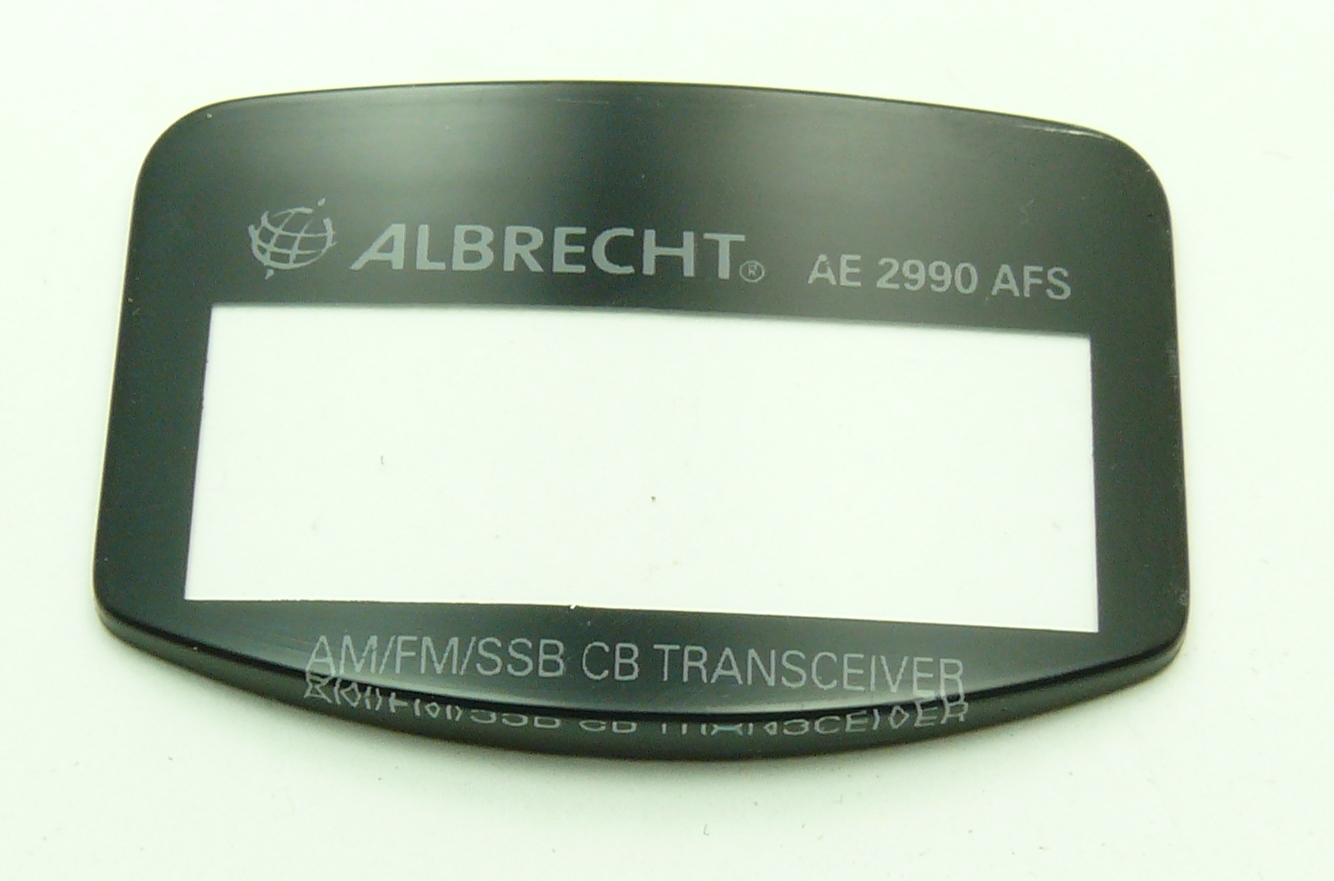 ALBRECHT® AE 2990 AFS
AM/FM/SSB CB TRANSCEIVER